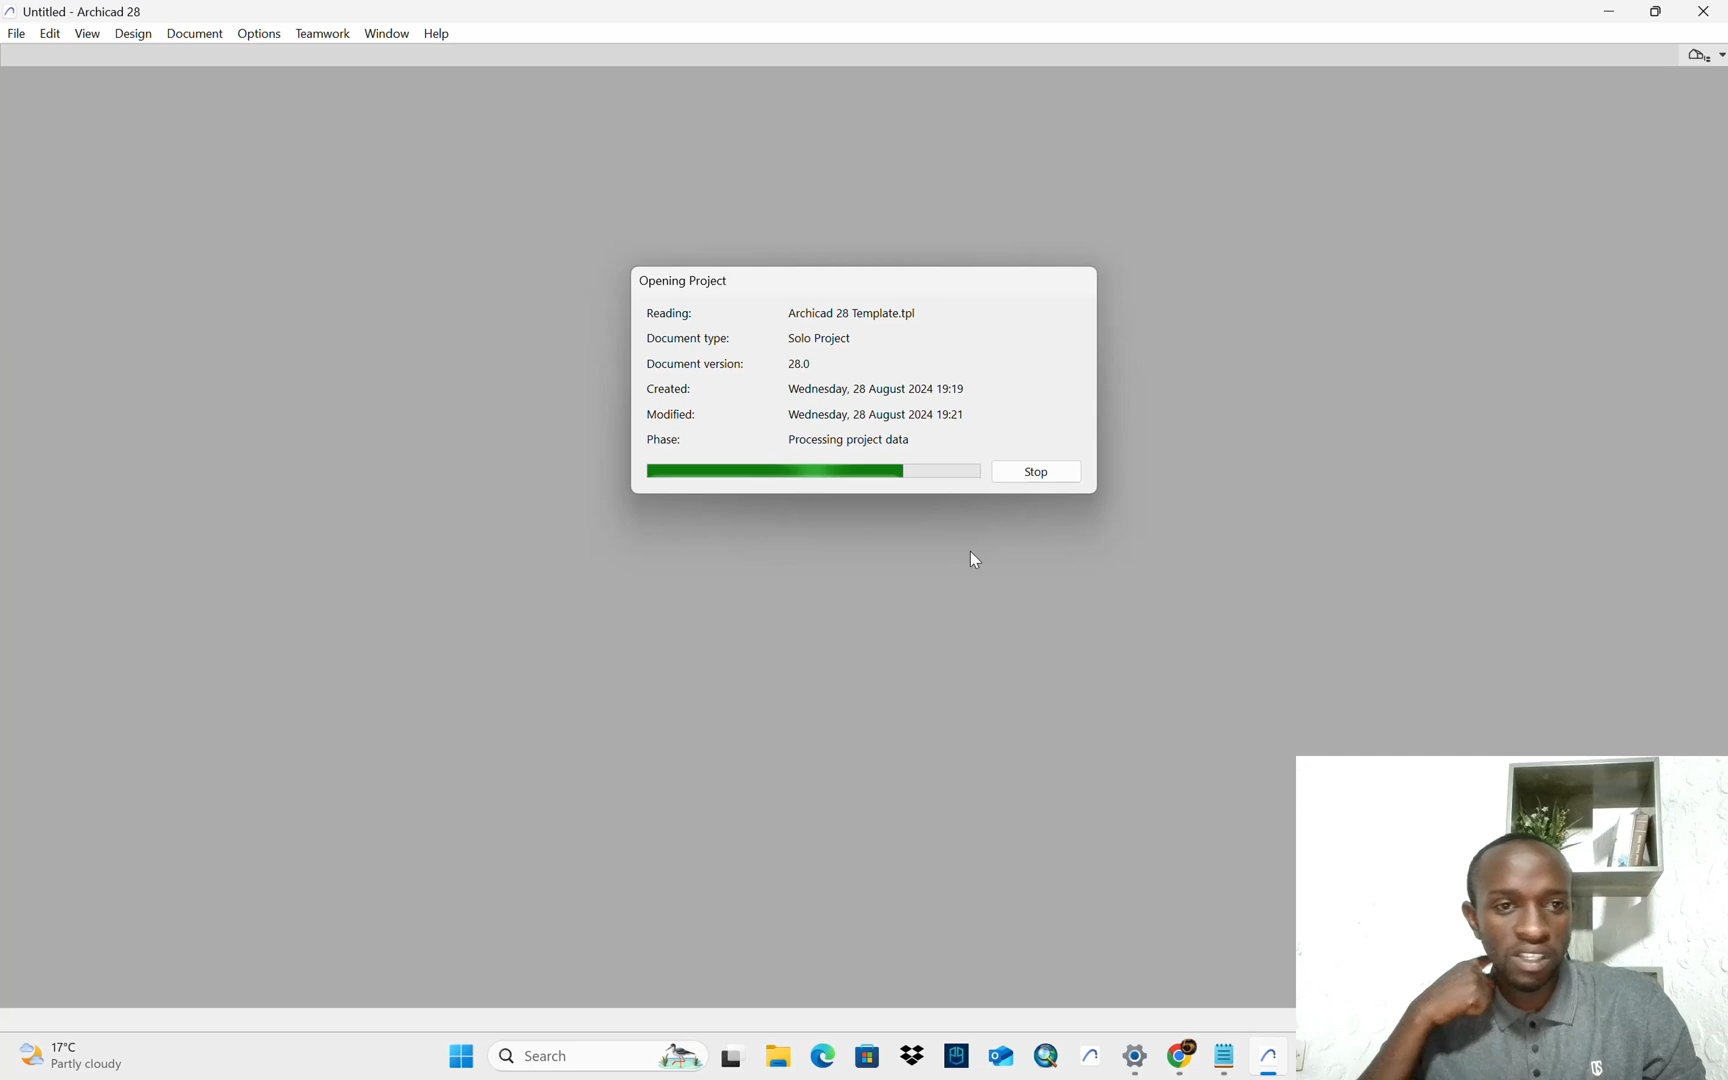 Untitled - Archicad 28
File Edit View Design Document Options Teamwork Window Help
Opening Project
Reading: Archicad 28 Template.tpl
Document type: Solo Project
Document version: 28.0
Created: Wednesday, 28 August 2024 19:19
Modified: Wednesday, 28 August 2024 19:21
Phase: Processing project data
Stop
17°C
Partly cloudy
Search